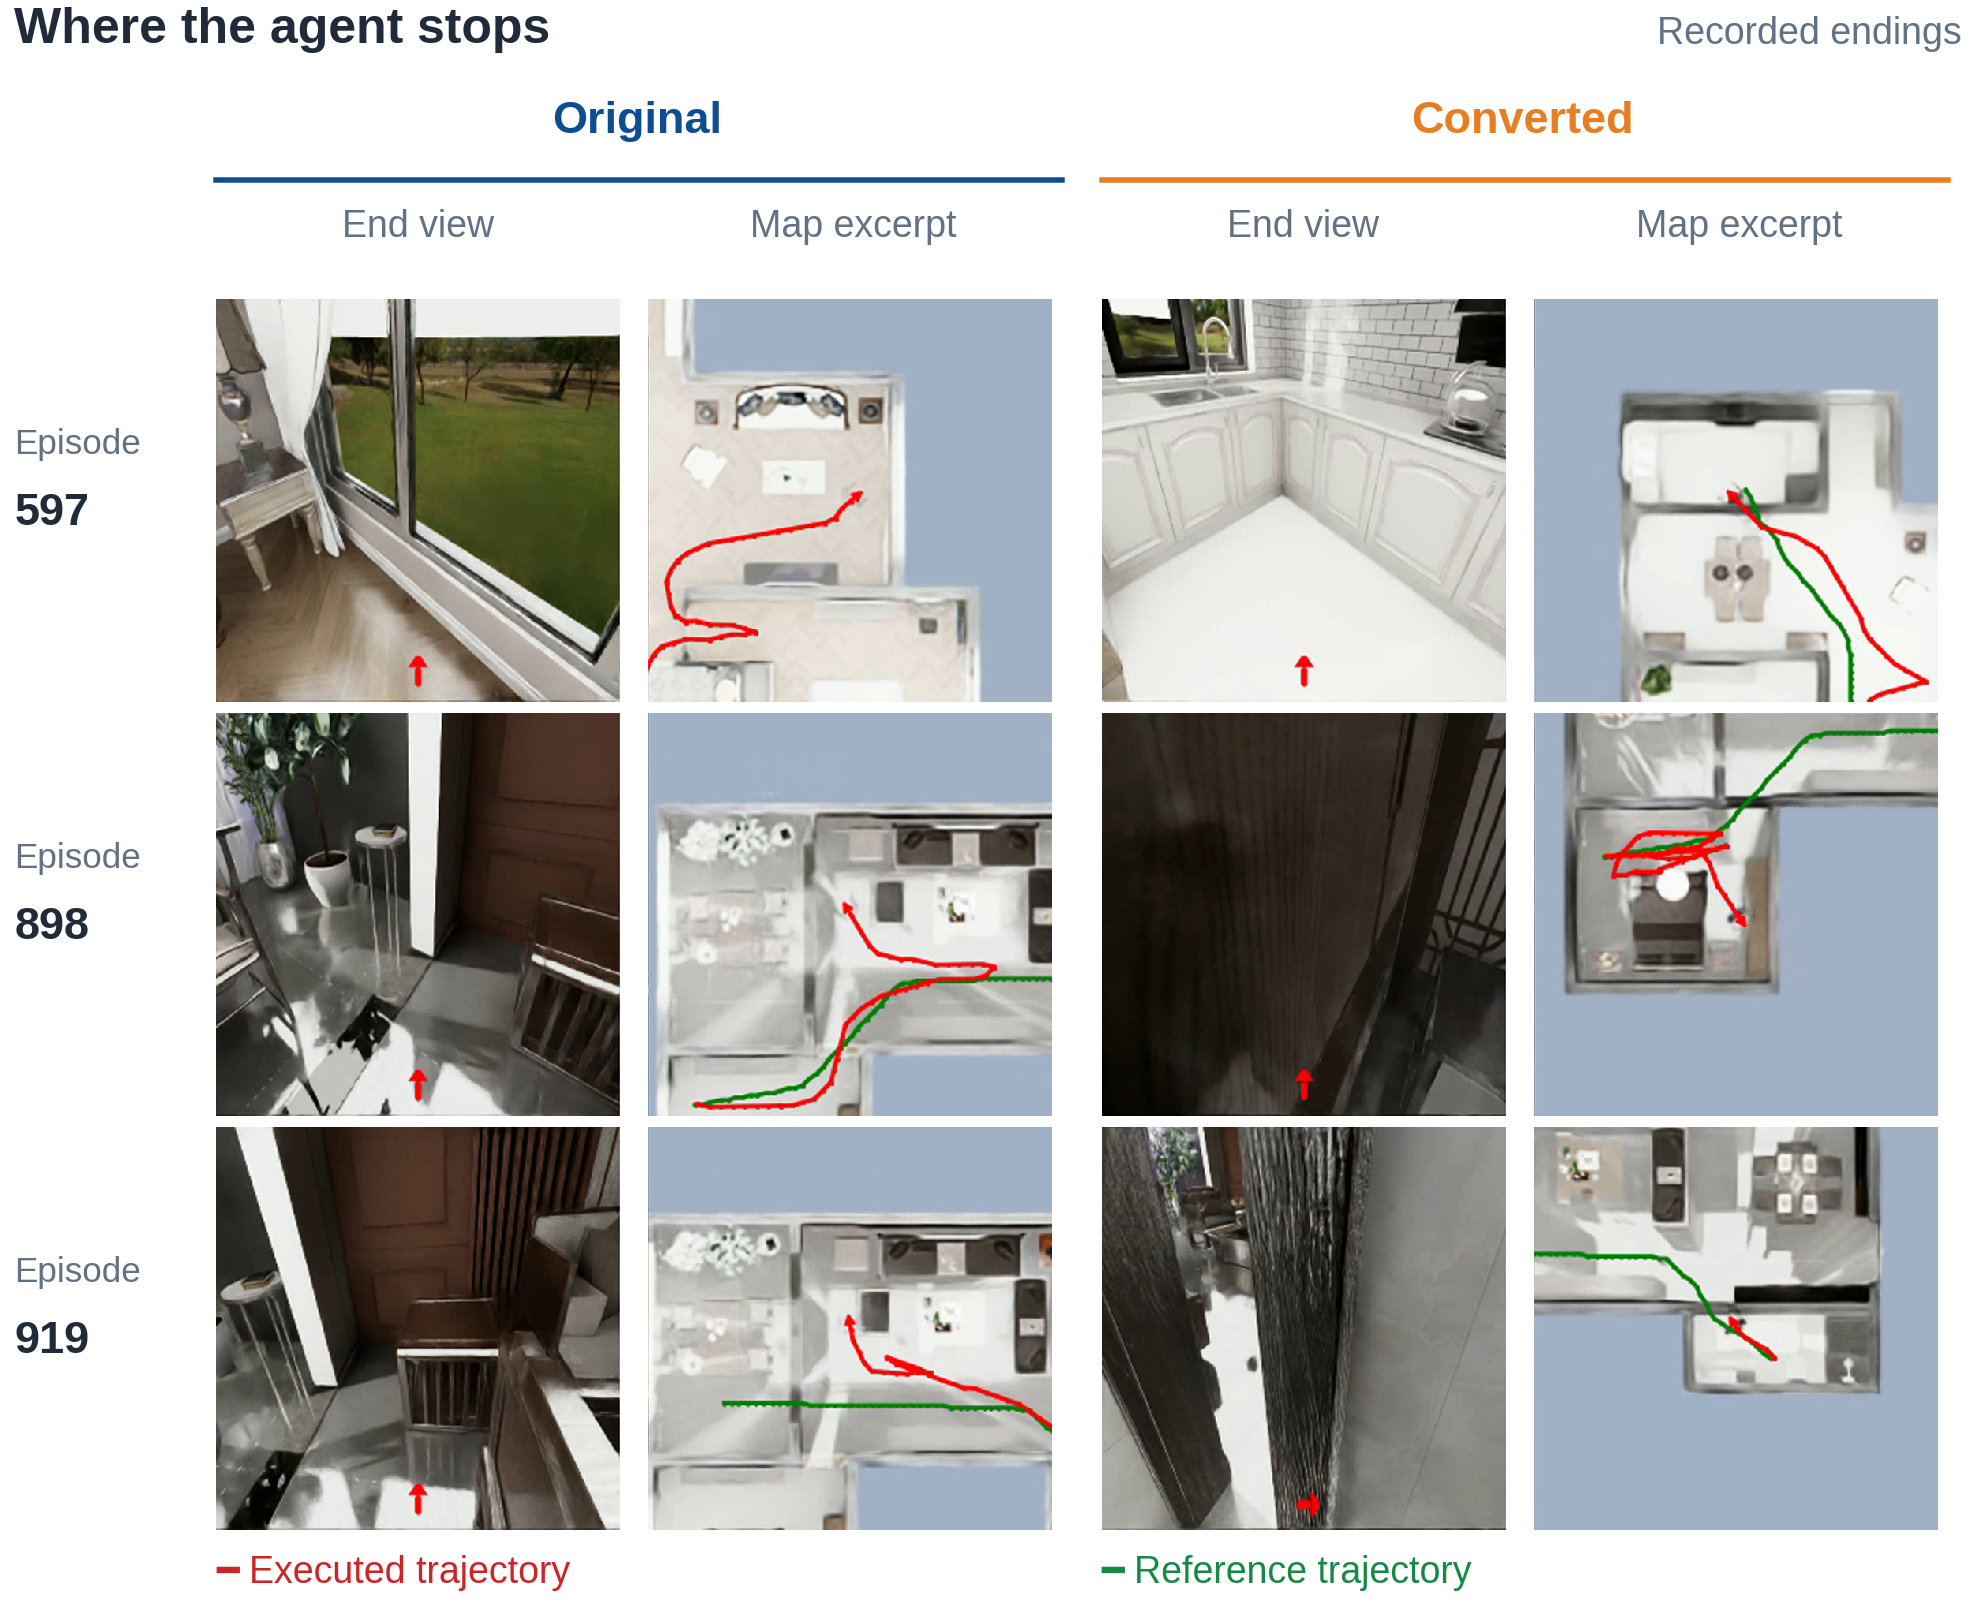 Where the agent stops
Recorded endings
Original
Converted
End view
Map excerpt
End view
Map excerpt
Episode
597
Episode
898
Episode
919
Executed trajectory
Reference trajectory